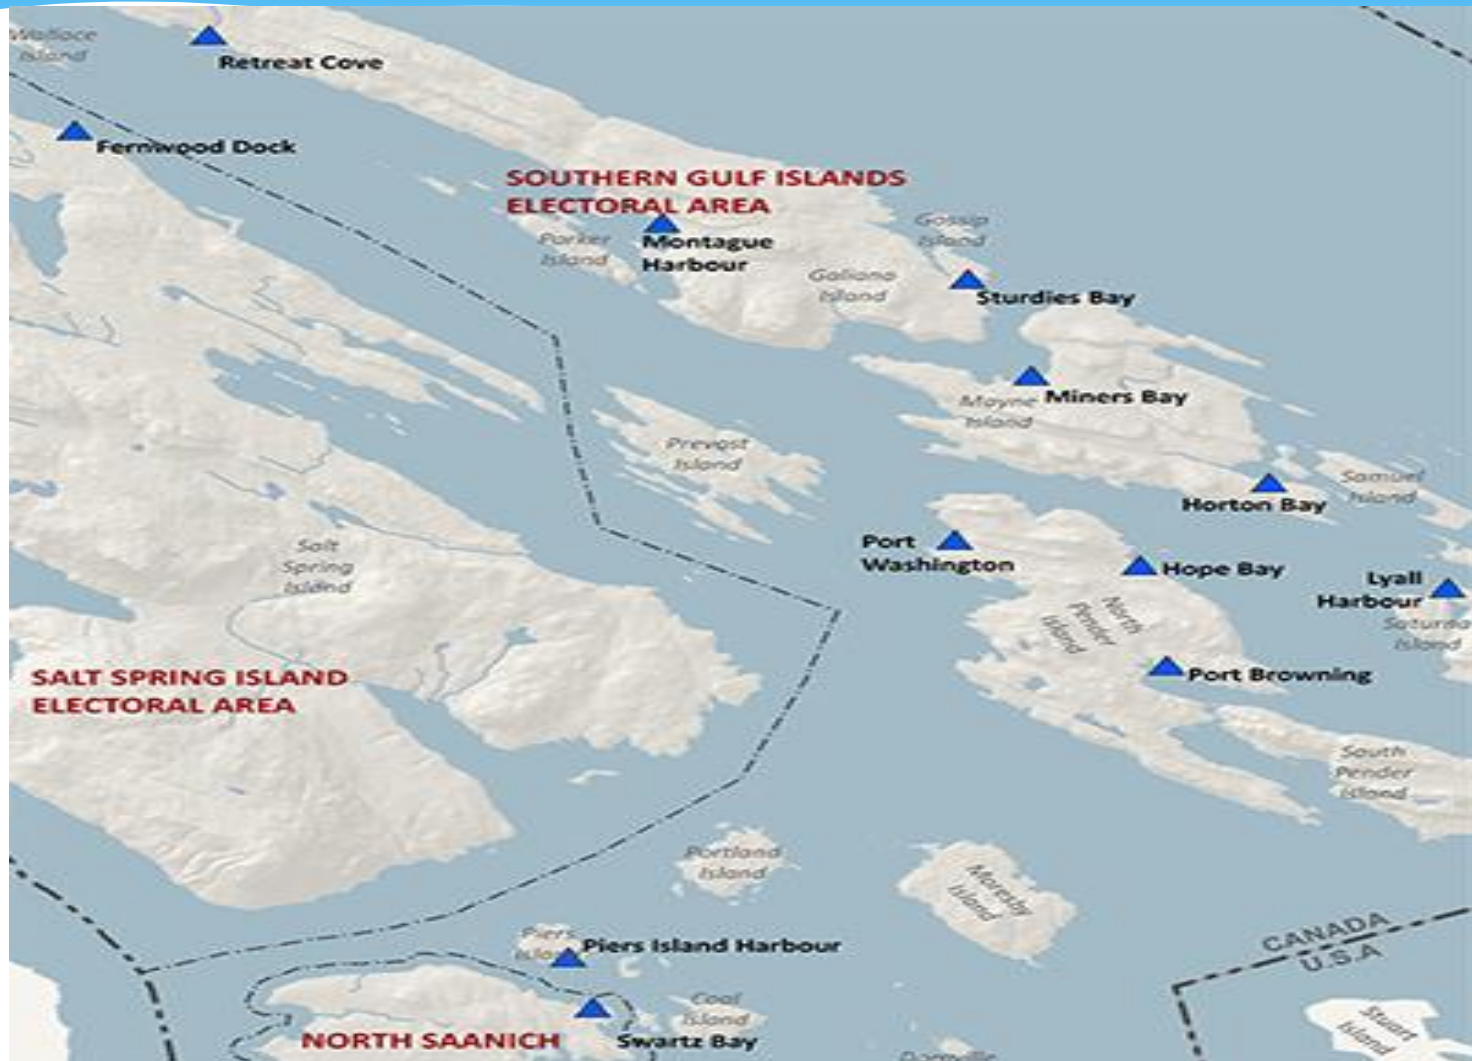 Wallace
Island
Retreat Cove
Fernwood Dock
SOUTHERN GULF ISLANDS
ELECTORAL AREA
Gossip
Island
Parker
Island
Montague
Harbour
Galiano
Island
Sturdies Bay
Mayne
Island
Miners Bay
Prevost
Island
Samuel
Island
Horton Bay
Port
Washington
Hope Bay
Salt
Spring
Island
Lyall
Harbour
North
Pender
Island
Saturna
Island
SALT SPRING ISLAND
ELECTORAL AREA
Port Browning
South
Pender
Island
Portland
Island
Moresby
Island
CANADA
U.S.A
Piers
Island
Piers Island Harbour
Coal
Island
Stuart
Island
NORTH SAANICH
Swartz Bay